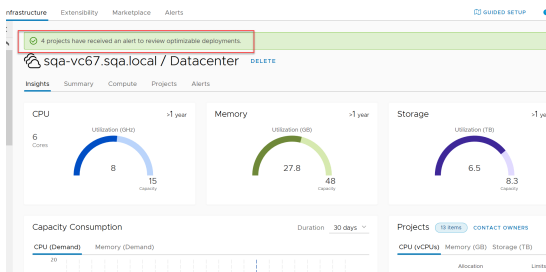 nfrastructure Extensibility Marketplace Alerts GUIDED SETUP
4 projects have received an alert to review optimizable deployments.
sqa-vc67.sqa.local / Datacenter DELETE
Insights Summary Compute Projects Alerts
CPU >1 year
Utilization (GHz)
6
Cores
8
15
Capacity
Memory >1 year
Utilization (GB)
27.8
48
Capacity
Storage >1 ye
Utilization (TB)
6.5
8.3
Capacity
Capacity Consumption Duration 30 days
CPU (Demand) Memory (Demand)
20
Projects 13 items CONTACT OWNERS
CPU (vCPUs) Memory (GB) Storage (TB)
Allocation Limits